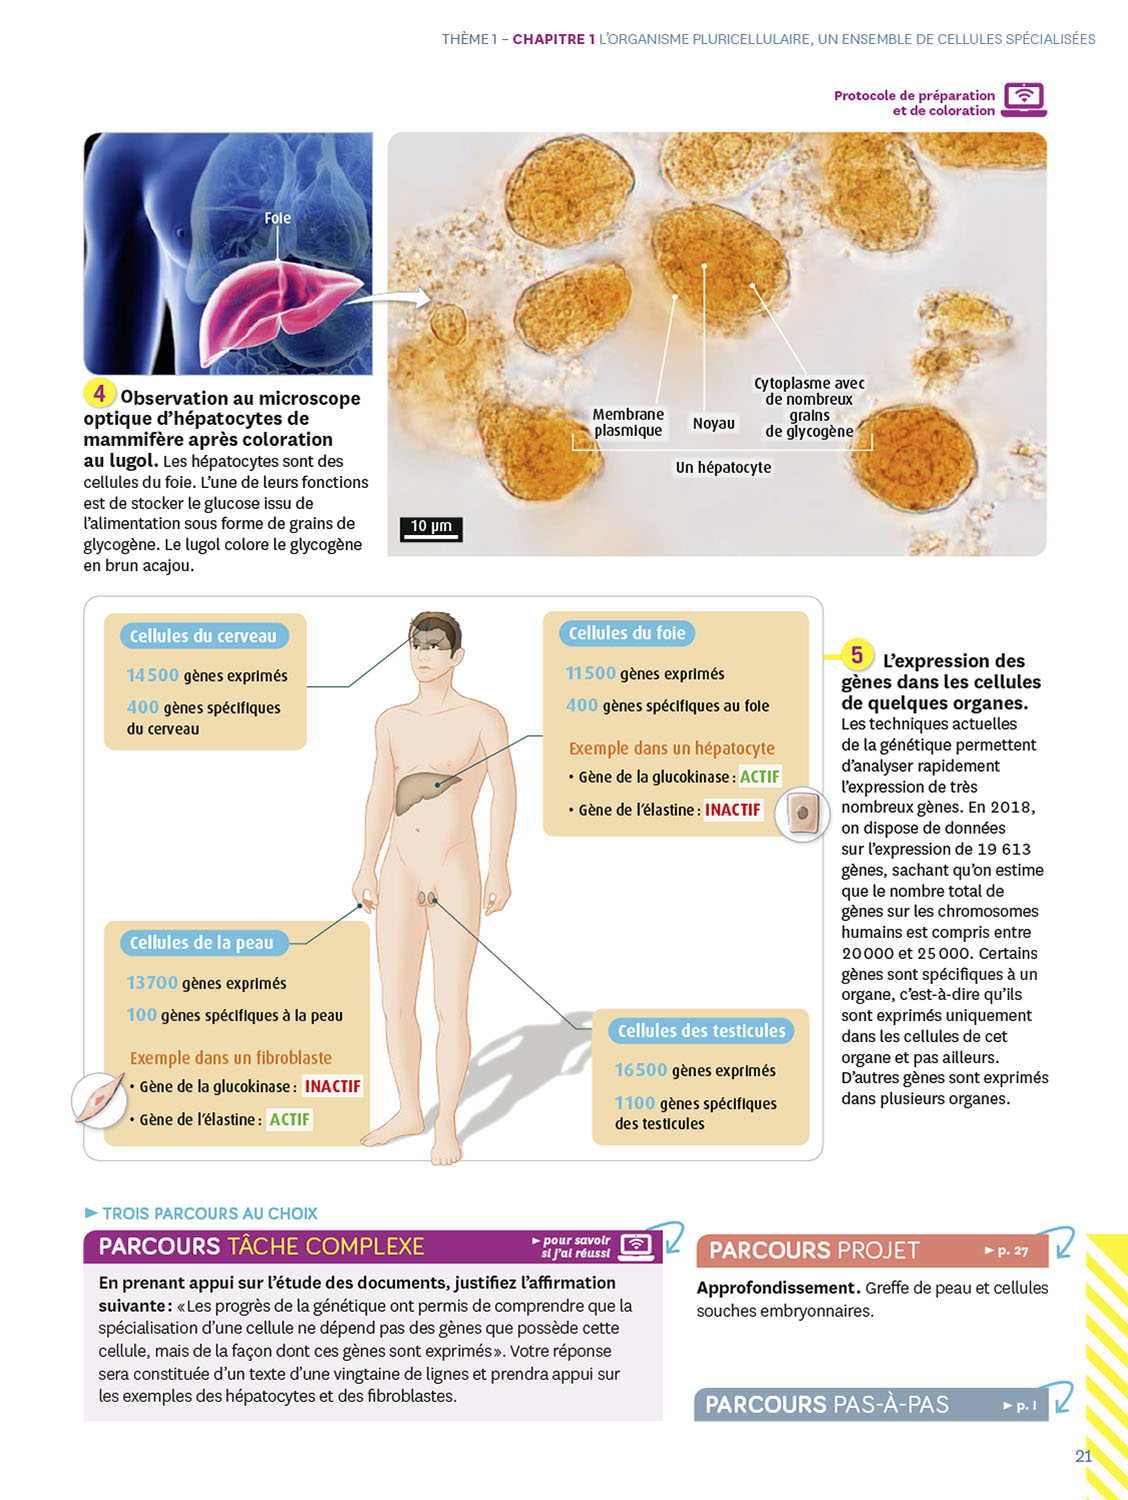 THÈME 1 – CHAPITRE 1 L'ORGANISME PLURICELLULAIRE, UN ENSEMBLE DE CELLULES SPÉCIALISÉES
Protocole de préparation
et de coloration
Foie
Membrane
plasmique
Noyau
Cytoplasme avec
de nombreux
grains
de glycogène
Un hépatocyte
10 µm
4 Observation au microscope
optique d'hépatocytes de
mammifère après coloration
au lugol. Les hépatocytes sont des
cellules du foie. L'une de leurs fonctions
est de stocker le glucose issu de
l'alimentation sous forme de grains de
glycogène. Le lugol colore le glycogène
en brun acajou.
Cellules du cerveau
14 500 gènes exprimés
400 gènes spécifiques
du cerveau
Cellules du foie
11 500 gènes exprimés
400 gènes spécifiques au foie
Exemple dans un hépatocyte
• Gène de la glucokinase : ACTIF
• Gène de l'élastine : INACTIF
Cellules de la peau
13700 gènes exprimés
100 gènes spécifiques à la peau
Exemple dans un fibroblaste
• Gène de la glucokinase : INACTIF
• Gène de l'élastine : ACTIF
Cellules des testicules
16 500 gènes exprimés
1100 gènes spécifiques
des testicules
5 L'expression des
gènes dans les cellules
de quelques organes.
Les techniques actuelles
de la génétique permettent
d'analyser rapidement
l'expression de très
nombreux gènes. En 2018,
on dispose de données
sur l'expression de 19 613
gènes, sachant qu'on estime
que le nombre total de
gènes sur les chromosomes
humains est compris entre
20 000 et 25 000. Certains
gènes sont spécifiques à un
organe, c'est-à-dire qu'ils
sont exprimés uniquement
dans les cellules de cet
organe et pas ailleurs.
D'autres gènes sont exprimés
dans plusieurs organes.
► TROIS PARCOURS AU CHOIX
PARCOURS TÂCHE COMPLEXE
► pour savoir
si j'ai réussi
En prenant appui sur l'étude des documents, justifiez l'affirmation
suivante : « Les progrès de la génétique ont permis de comprendre que la
spécialisation d'une cellule ne dépend pas des gènes que possède cette
cellule, mais de la façon dont ces gènes sont exprimés ». Votre réponse
sera constituée d'un texte d'une vingtaine de lignes et prendra appui sur
les exemples des hépatocytes et des fibroblastes.
PARCOURS PROJET ► p. 27
Approfondissement. Greffe de peau et cellules
souches embryonnaires.
PARCOURS PAS-À-PAS ► p. I
21